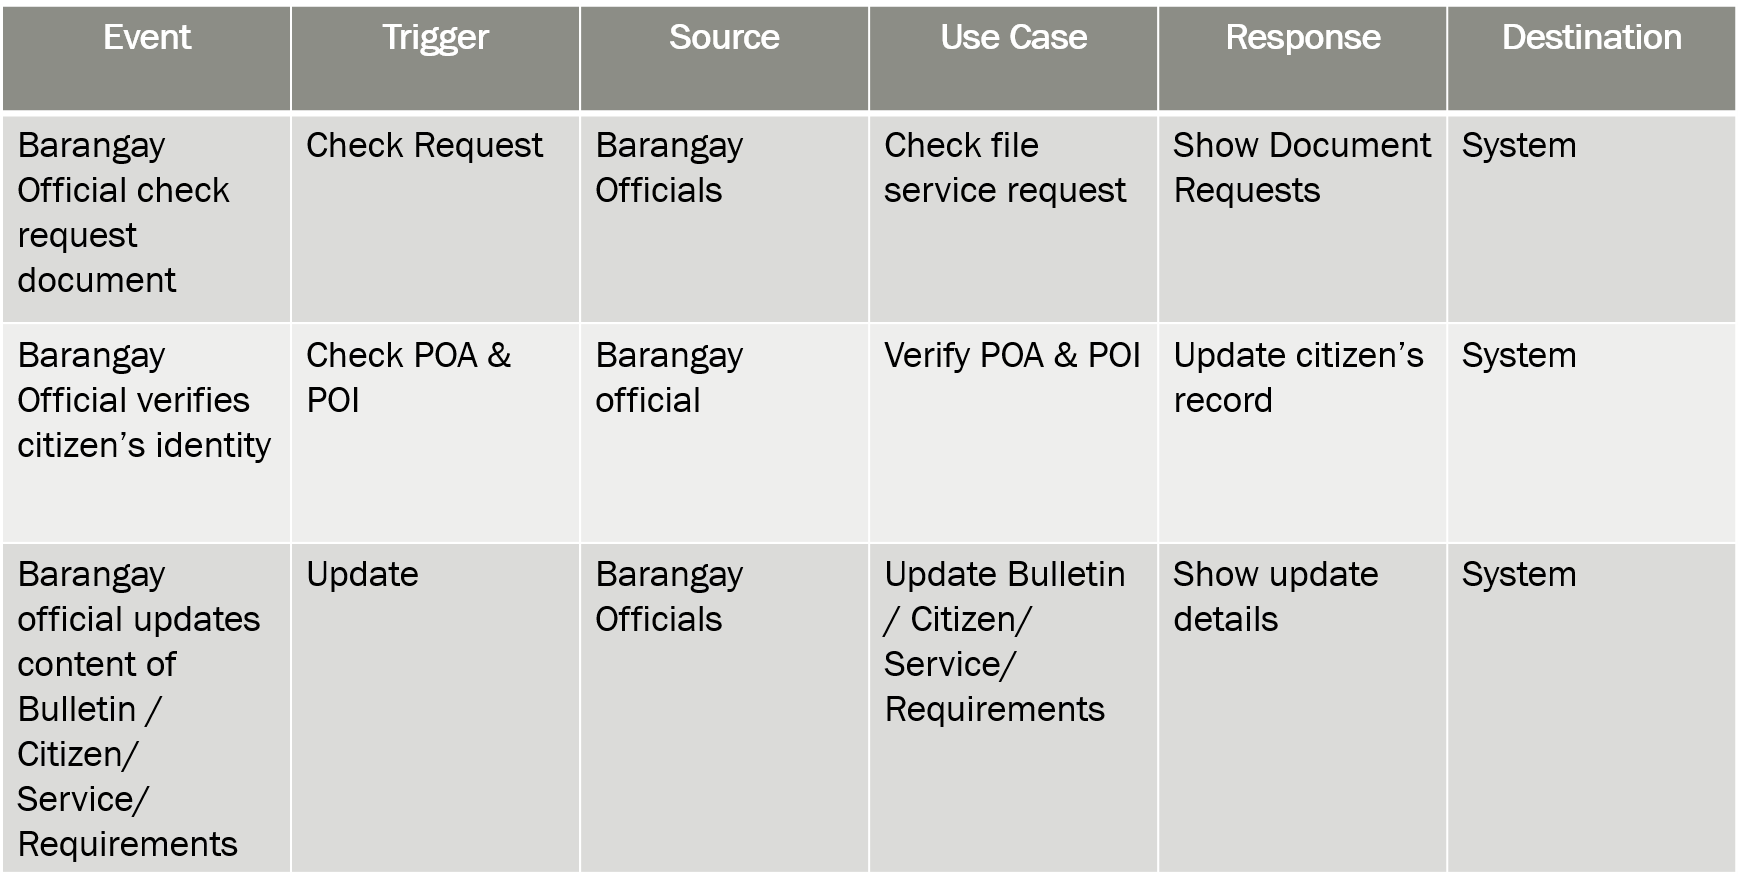 Event
Trigger
Source
Use Case
Response
Destination
Barangay
Official check
request
document
Check Request
Barangay
Officials
Check file
service request
Show Document
Requests
System
Barangay
Official verifies
citizen’s identity
Check POA &
POI
Barangay
official
Verify POA & POI
Update citizen’s
record
System
Barangay
official updates
content of
Bulletin /
Citizen/
Service/
Requirements
Update
Barangay
Officials
Update Bulletin
/ Citizen/
Service/
Requirements
Show update
details
System